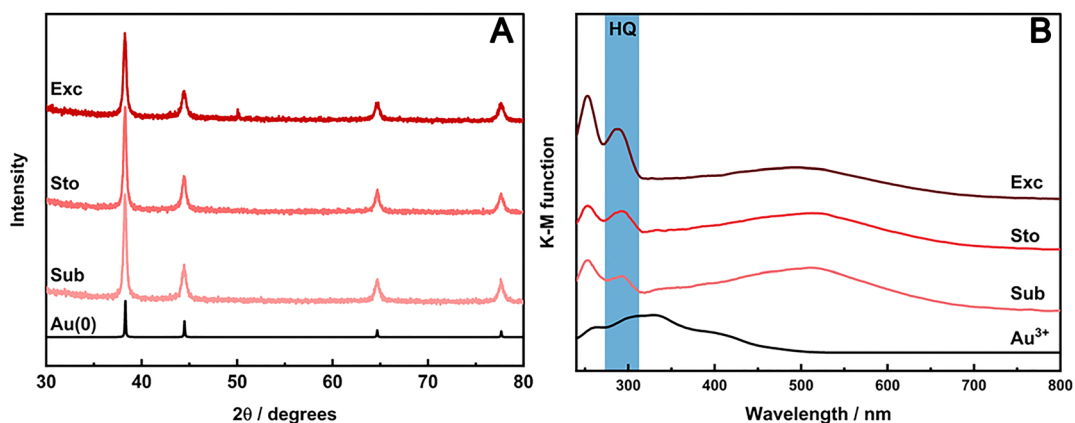 A
Exc
Sto
Sub
Au(0)
Intensity
30 40 50 60 70 80
2θ / degrees
B
HQ
Exc
Sto
Sub
Au³⁺
K-M function
300 400 500 600 700 800
Wavelength / nm